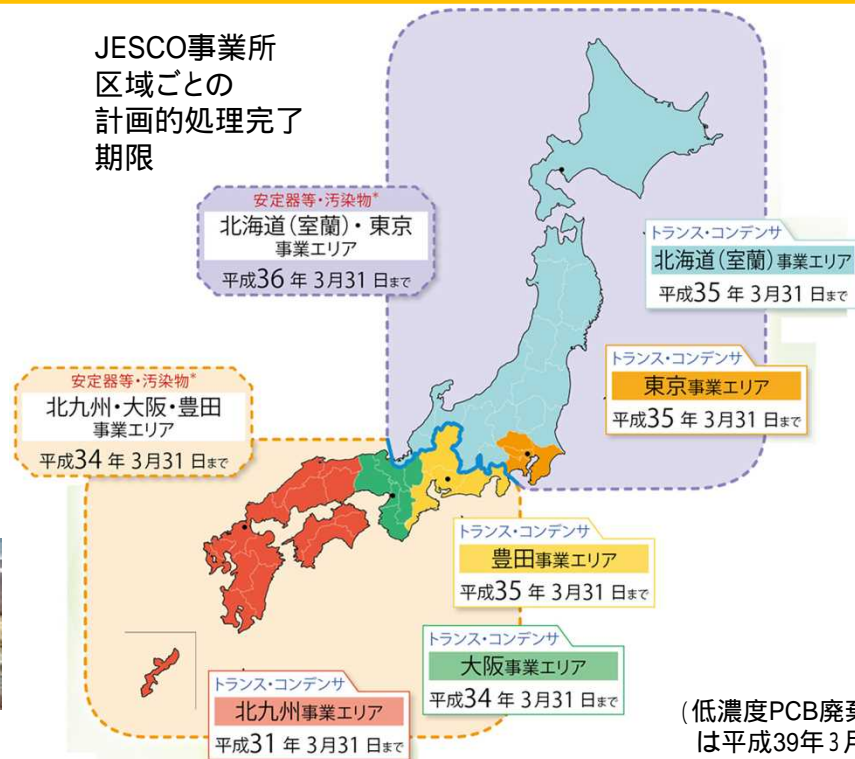 JESCO事業所
区域ごとの
計画的処理完了
期限
安定器等・汚染物*
北海道(室蘭)・東京
事業エリア
平成36年3月31日まで
トランス・コンデンサ
北海道(室蘭)事業エリア
平成35年3月31日まで
トランス・コンデンサ
東京事業エリア
平成35年3月31日まで
安定器等・汚染物*
北九州・大阪・豊田
事業エリア
平成34年3月31日まで
トランス・コンデンサ
豊田事業エリア
平成35年3月31日まで
トランス・コンデンサ
大阪事業エリア
平成34年3月31日まで
トランス・コンデンサ
北九州事業エリア
平成31年3月31日まで
(低濃度PCB廃棄
は平成39年3月